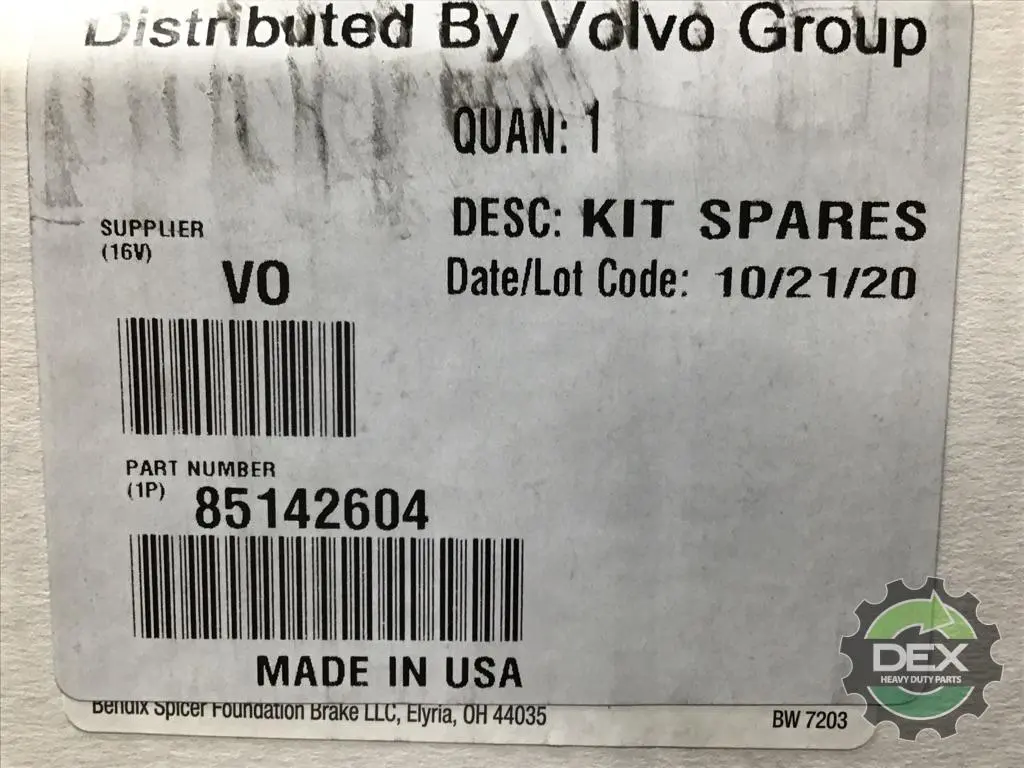 Distributed By Volvo Group
QUAN: 1
DESC: KIT SPARES
Date/Lot Code: 10/21/20
SUPPLIER
(16V)
VO
PART NUMBER
(1P) 85142604
MADE IN USA
Bendix Spicer Foundation Brake LLC, Elyria, OH 44035
BW 7203
DEX
HEAVY DUTY PARTS